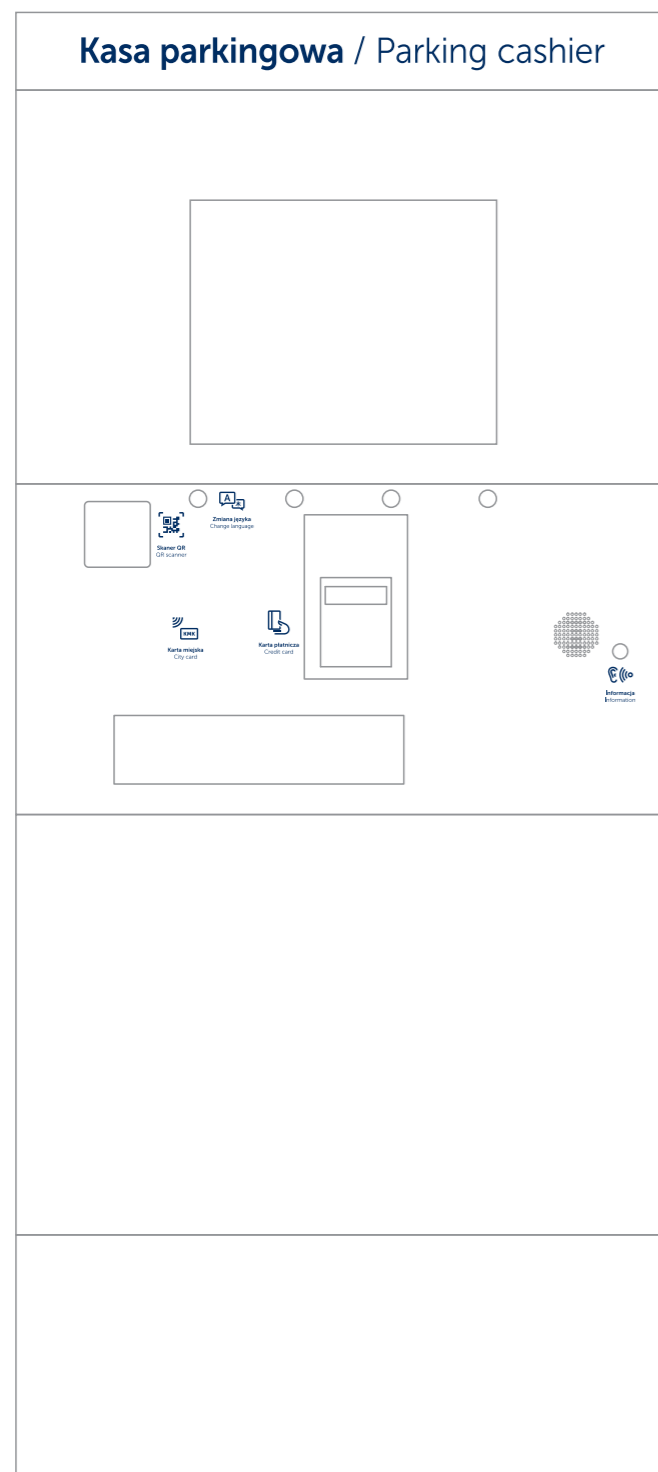 Kasa parkingowa / Parking cashier
A
Zmiana języka
Change language
Skaner QR
QR scanner
KMK
Karta miejska
City card
Karta płatnicza
Credit card
Informacja
Information